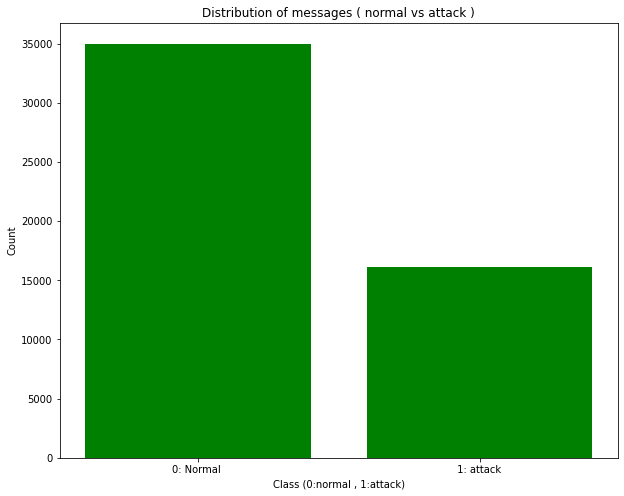 Distribution of messages ( normal vs attack )
35000
30000
25000
20000
15000
10000
5000
0
Count
0: Normal
1: attack
Class (0:normal , 1:attack)